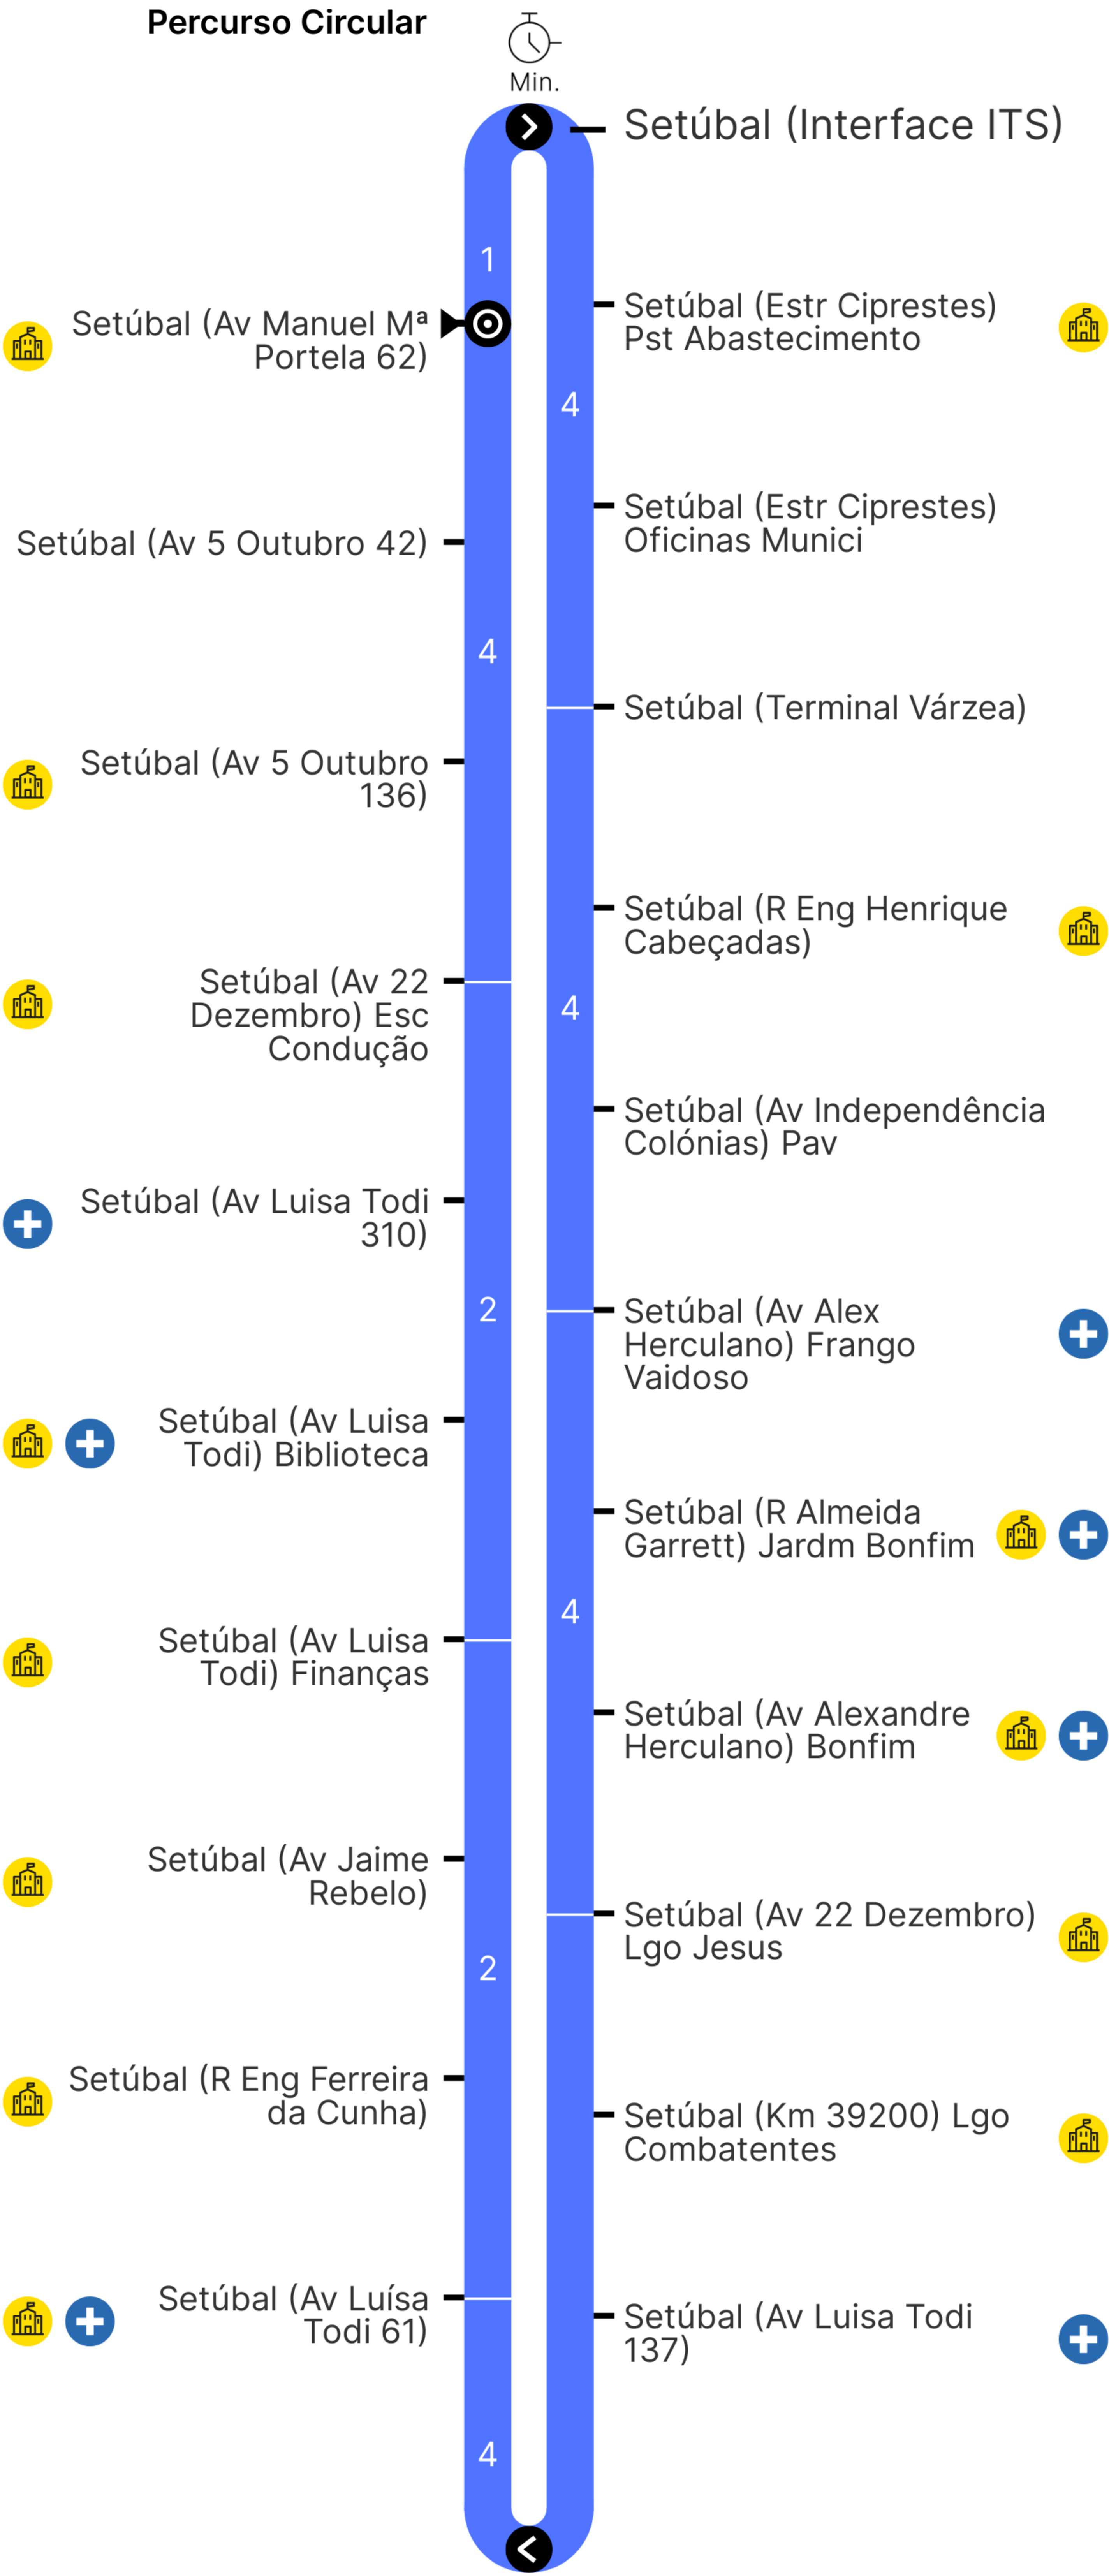 Percurso Circular
Min.
Setúbal (Interface ITS)
1
Setúbal (Estr Ciprestes)
Pst Abastecimento
Setúbal (Av Manuel Mª
Portela 62)
4
Setúbal (Estr Ciprestes)
Oficinas Munici
Setúbal (Av 5 Outubro 42)
4
Setúbal (Terminal Várzea)
Setúbal (Av 5 Outubro
136)
Setúbal (R Eng Henrique
Cabeçadas)
Setúbal (Av 22
Dezembro) Esc
Condução
4
Setúbal (Av Independência
Colónias) Pav
Setúbal (Av Luisa Todi
310)
2
Setúbal (Av Alex
Herculano) Frango
Vaidoso
Setúbal (Av Luisa
Todi) Biblioteca
Setúbal (R Almeida
Garrett) Jardm Bonfim
4
Setúbal (Av Luisa
Todi) Finanças
Setúbal (Av Alexandre
Herculano) Bonfim
Setúbal (Av Jaime
Rebelo)
Setúbal (Av 22 Dezembro)
Lgo Jesus
2
Setúbal (R Eng Ferreira
da Cunha)
Setúbal (Km 39200) Lgo
Combatentes
Setúbal (Av Luísa
Todi 61)
Setúbal (Av Luisa Todi
137)
4